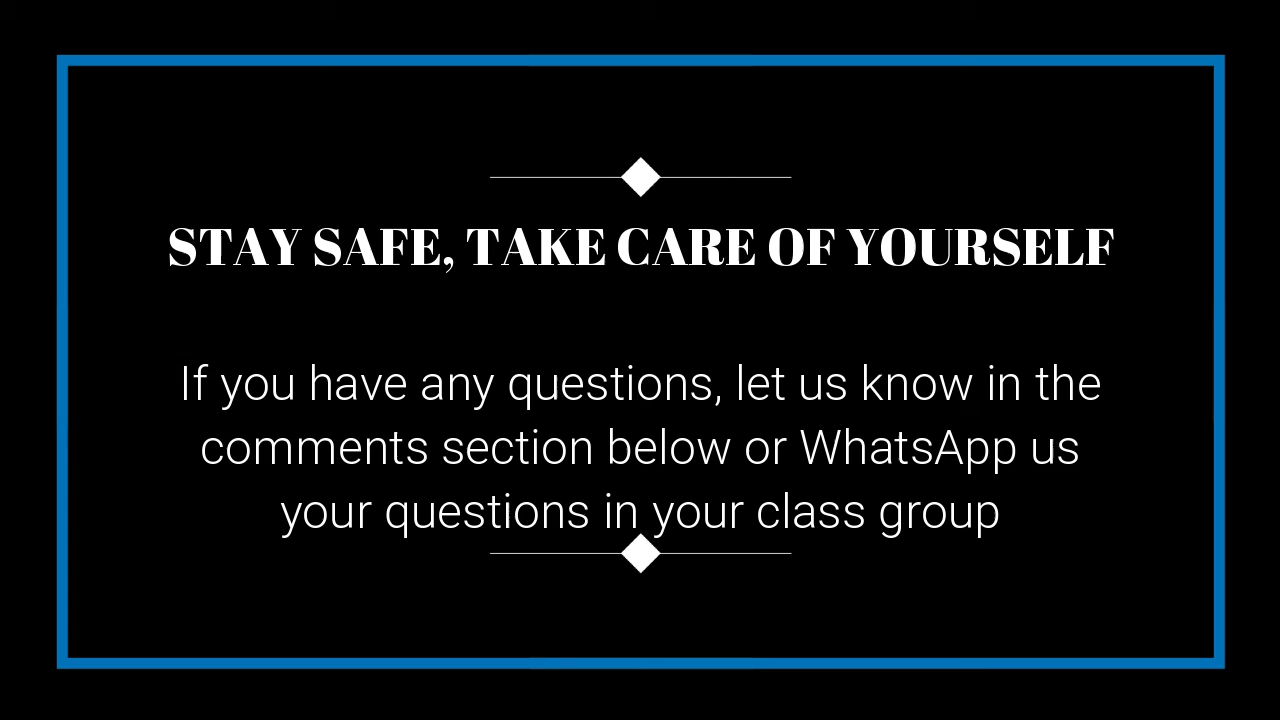 STAY SAFE, TAKE CARE OF YOURSELF
If you have any questions, let us know in the
comments section below or WhatsApp us
your questions in your class group